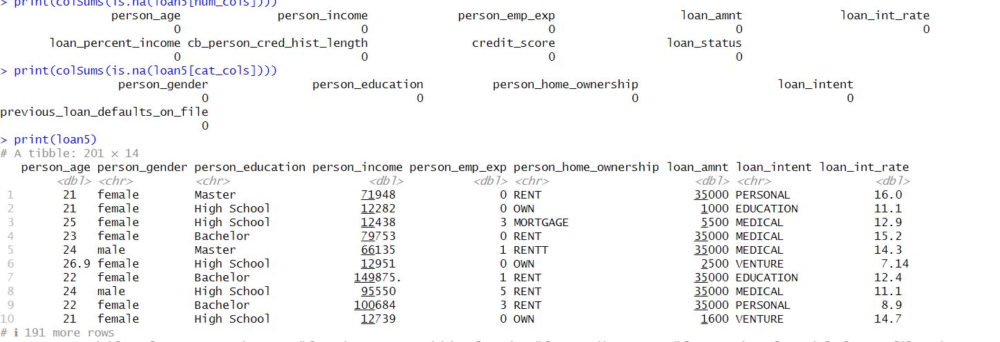 > print(colSums(is.na(loan5[num_cols])))
person_age person_income person_emp_exp loan_amnt loan_int_rate
0 0 0 0 0
loan_percent_income cb_person_cred_hist_length credit_score loan_status
0 0 0 0
> print(colSums(is.na(loan5[cat_cols])))
person_gender person_education person_home_ownership loan_intent
0 0 0 0
previous_loan_defaults_on_file
0
> print(loan5)
# A tibble: 201 × 14
person_age person_gender person_education person_income person_emp_exp person_home_ownership loan_amnt loan_intent loan_int_rate
<dbl> <chr> <chr> <dbl> <dbl> <chr> <dbl> <chr> <dbl>
1 21 female Master 71948 0 RENT 35000 PERSONAL 16.0
2 21 female High School 12282 0 OWN 1000 EDUCATION 11.1
3 25 female High School 12438 3 MORTGAGE 5500 MEDICAL 12.9
4 23 female Bachelor 79753 0 RENT 35000 MEDICAL 15.2
5 24 male Master 66135 1 RENTT 35000 MEDICAL 14.3
6 26.9 female High School 12951 0 OWN 2500 VENTURE 7.14
7 22 female Bachelor 149875. 1 RENT 35000 EDUCATION 12.4
8 24 male High School 95550 5 RENT 35000 MEDICAL 11.1
9 22 female Bachelor 100684 3 RENT 35000 PERSONAL 8.9
10 21 female High School 12739 0 OWN 1600 VENTURE 14.7
# ℹ 191 more rows